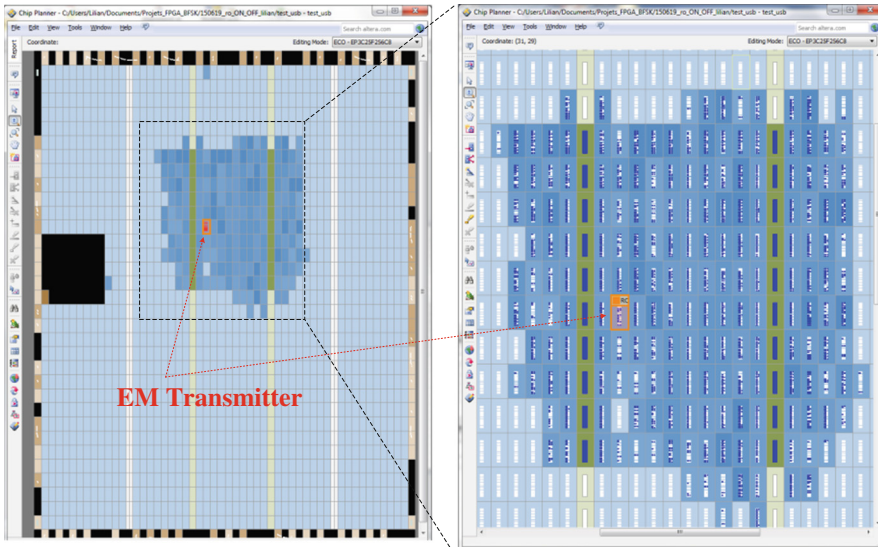 Chip Planner - C:/Users/Lilian/Documents/Projets_FPGA_BFSK/150619_ro_ON_OFF_lilian/test_usb - test_usb
File Edit View Tools Window Help
Search altera.com
Report
Coordinate:
Editing Mode: ECO - EP3C25F256C8
EM Transmitter
Chip Planner - C:/Users/Lilian/Documents/Projets_FPGA_BFSK/150619_ro_ON_OFF_lilian/test_usb - test_usb
File Edit View Tools Window Help
Search altera.com
Coordinate: (31, 29)
Editing Mode: ECO - EP3C25F256C8